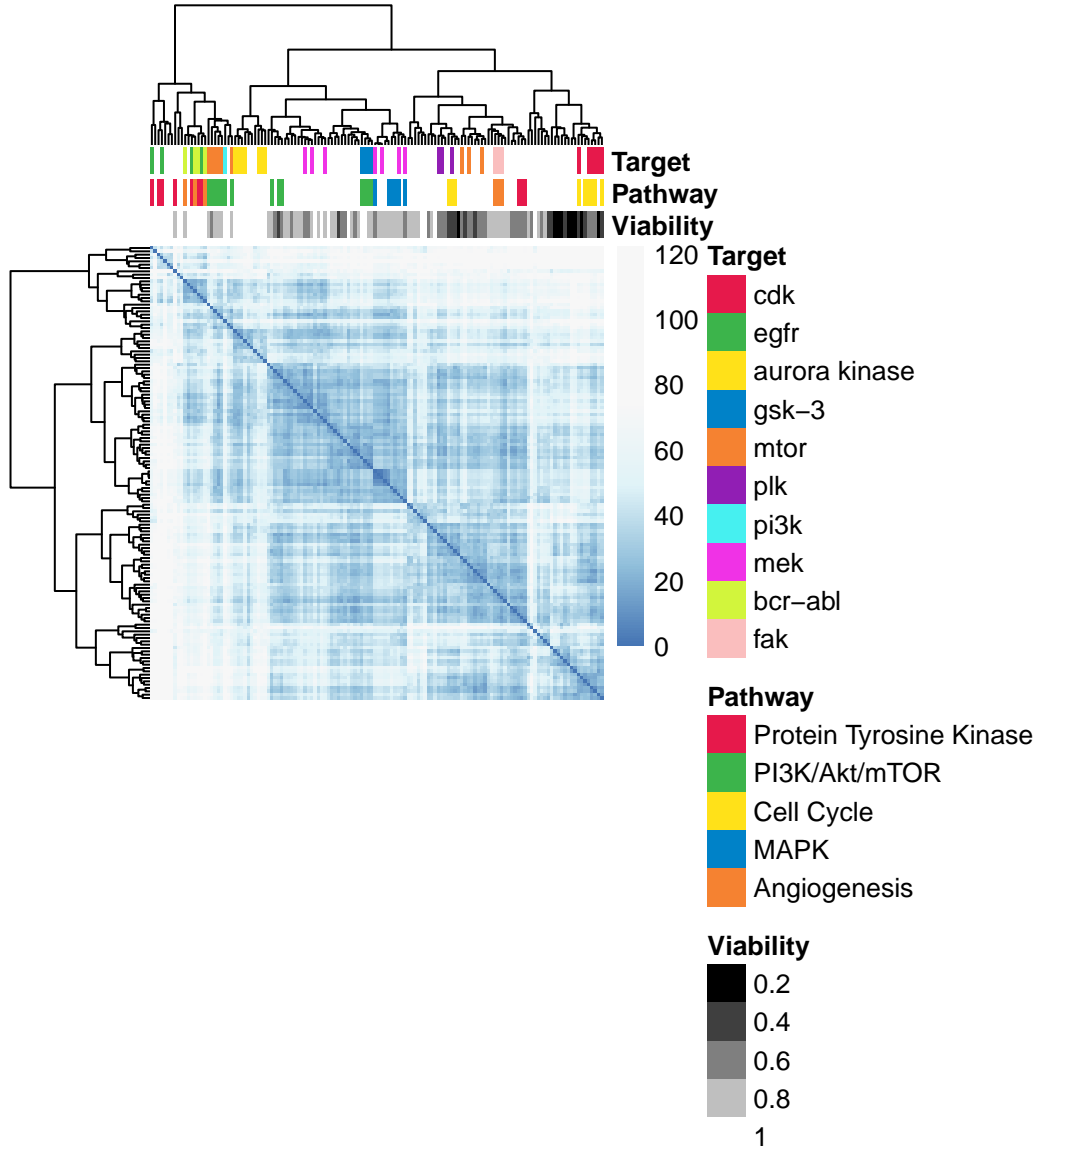 Target
Pathway
Viability
120
100
80
60
40
20
0
Target
cdk
egfr
aurora kinase
gsk−3
mtor
plk
pi3k
mek
bcr−abl
fak
Pathway
Protein Tyrosine Kinase
PI3K/Akt/mTOR
Cell Cycle
MAPK
Angiogenesis
Viability
0.2
0.4
0.6
0.8
1